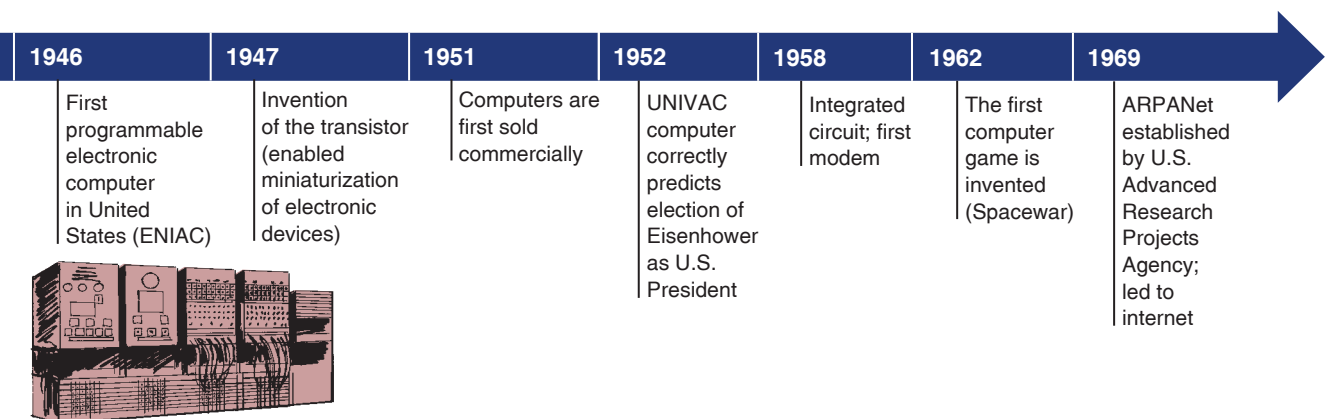 1946
First
programmable
electronic
computer
in United
States (ENIAC)
1947
Invention
of the transistor
(enabled
miniaturization
of electronic
devices)
1951
Computers are
first sold
commercially
1952
UNIVAC
computer
correctly
predicts
election of
Eisenhower
as U.S.
President
1958
Integrated
circuit; first
modem
1962
The first
computer
game is
invented
(Spacewar)
1969
ARPANet
established
by U.S.
Advanced
Research
Projects
Agency;
led to
internet